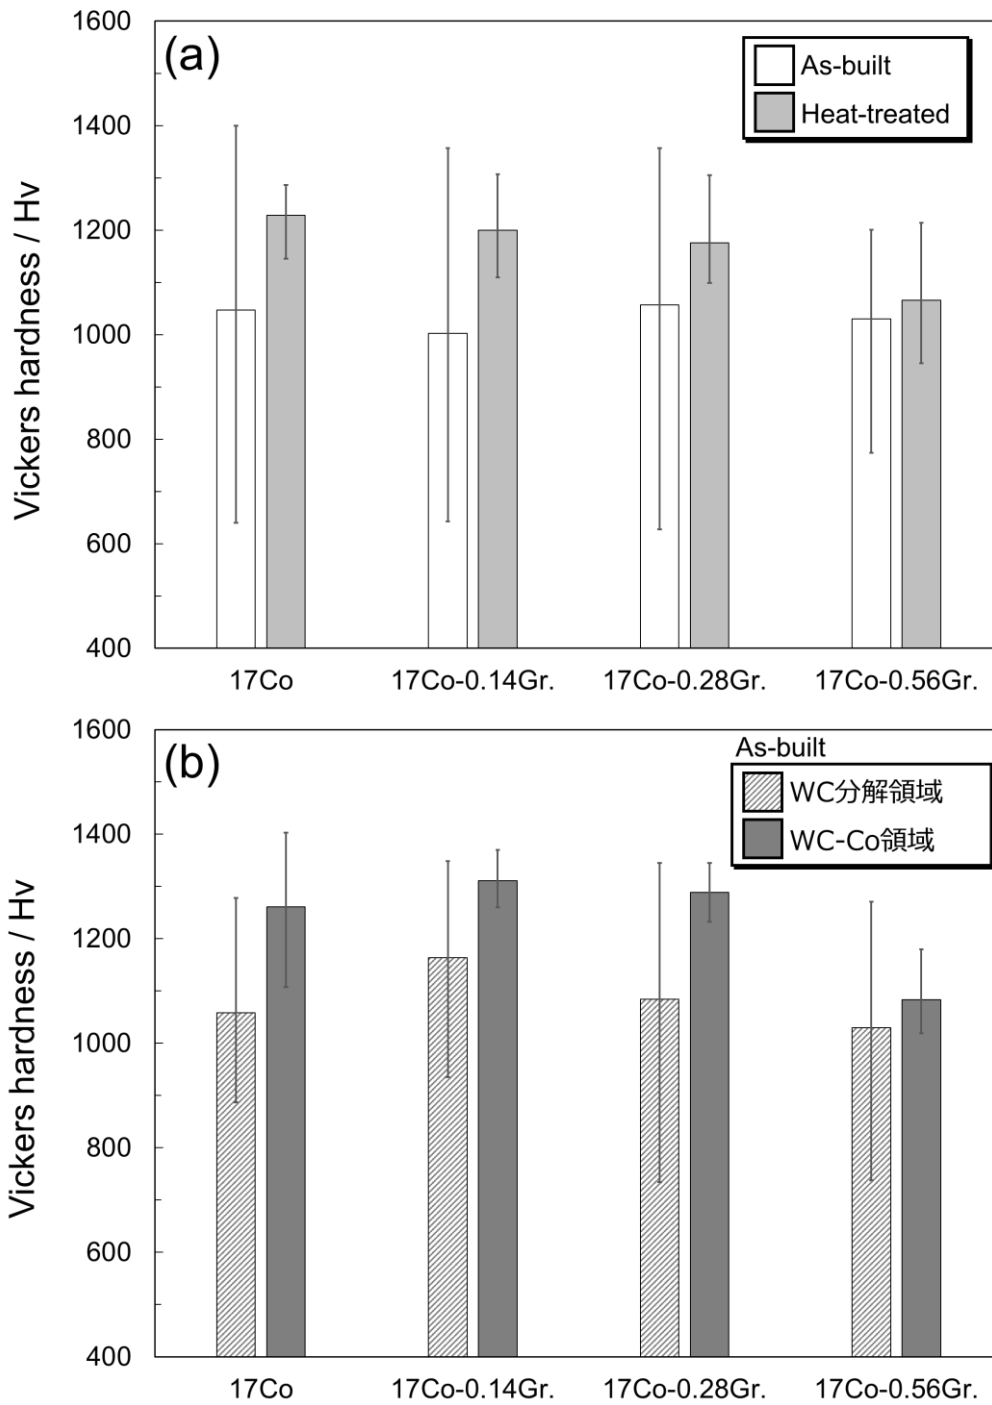 (a)
As-built
Heat-treated
Vickers hardness / Hv
1600
1400
1200
1000
800
600
400
17Co
17Co-0.14Gr.
17Co-0.28Gr.
17Co-0.56Gr.
(b)
As-built
WC分解領域
WC-Co領域
Vickers hardness / Hv
1600
1400
1200
1000
800
600
400
17Co
17Co-0.14Gr.
17Co-0.28Gr.
17Co-0.56Gr.